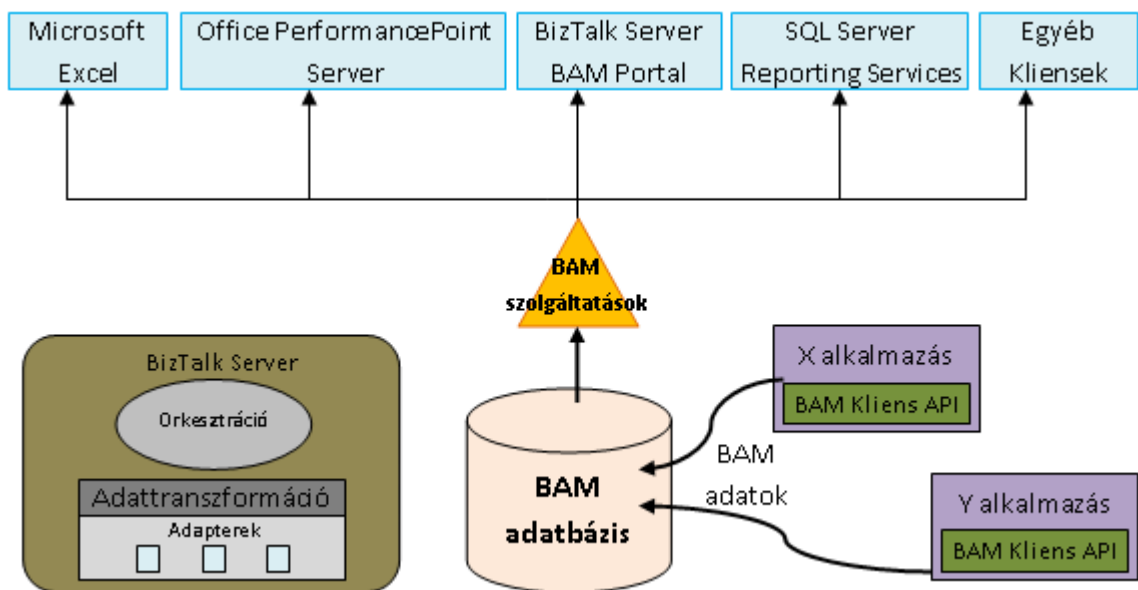 Microsoft
Excel
Office PerformancePoint
Server
BizTalk Server
BAM Portal
SQL Server
Reporting Services
Egyéb
Kliensek
BAM
szolgáltatások
BizTalk Server
Orkesztráció
Adattranszformáció
Adapterek
BAM
adatbázis
BAM
adatok
X alkalmazás
BAM Kliens API
Y alkalmazás
BAM Kliens API